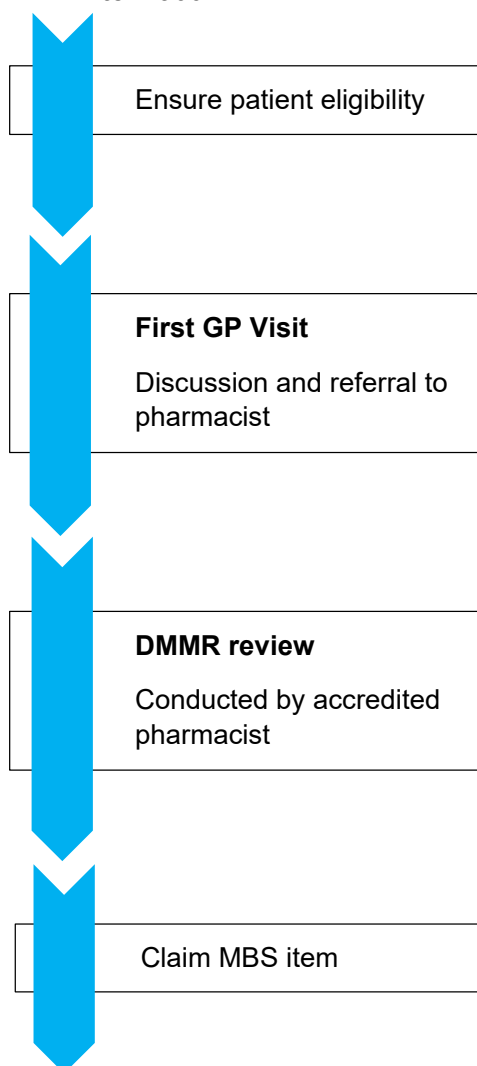 Ensure patient eligibility
First GP Visit
Discussion and referral to
pharmacist
DMMR review
Conducted by accredited
pharmacist
Claim MBS item